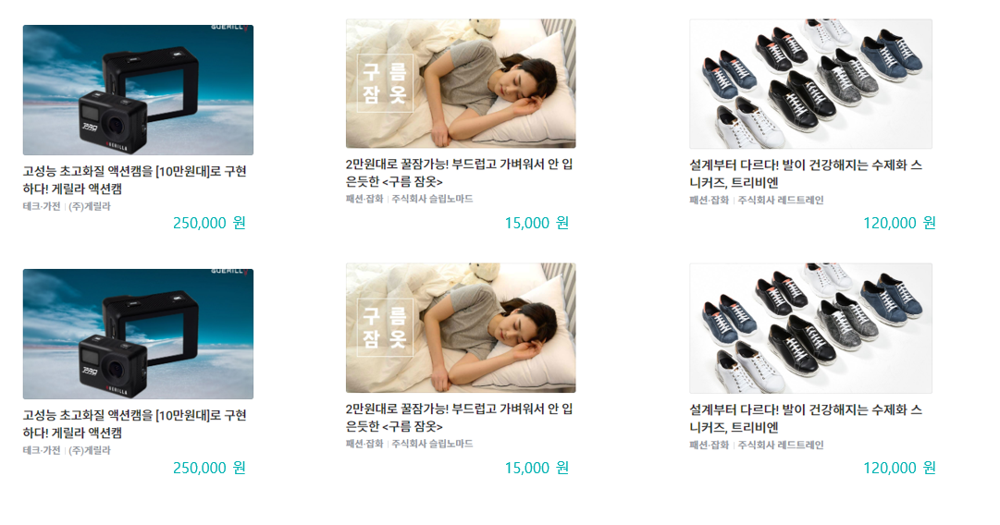 GUERILLA
PRO
GUERILLA
고성능 초고화질 액션캠을 [10만원대]로 구현
하다! 게릴라 액션캠
테크·가전 | (주)게릴라
250,000 원
구름
잠옷
2만원대로 꿀잠가능! 부드럽고 가벼워서 안 입
은듯한 <구름 잠옷>
패션·잡화 | 주식회사 슬립노마드
15,000 원
설계부터 다르다! 발이 건강해지는 수제화 스
니커즈, 트리비엔
패션·잡화 | 주식회사 레드트레인
120,000 원
GUERILLA
PRO
GUERILLA
고성능 초고화질 액션캠을 [10만원대]로 구현
하다! 게릴라 액션캠
테크·가전 | (주)게릴라
250,000 원
구름
잠옷
2만원대로 꿀잠가능! 부드럽고 가벼워서 안 입
은듯한 <구름 잠옷>
패션·잡화 | 주식회사 슬립노마드
15,000 원
설계부터 다르다! 발이 건강해지는 수제화 스
니커즈, 트리비엔
패션·잡화 | 주식회사 레드트레인
120,000 원